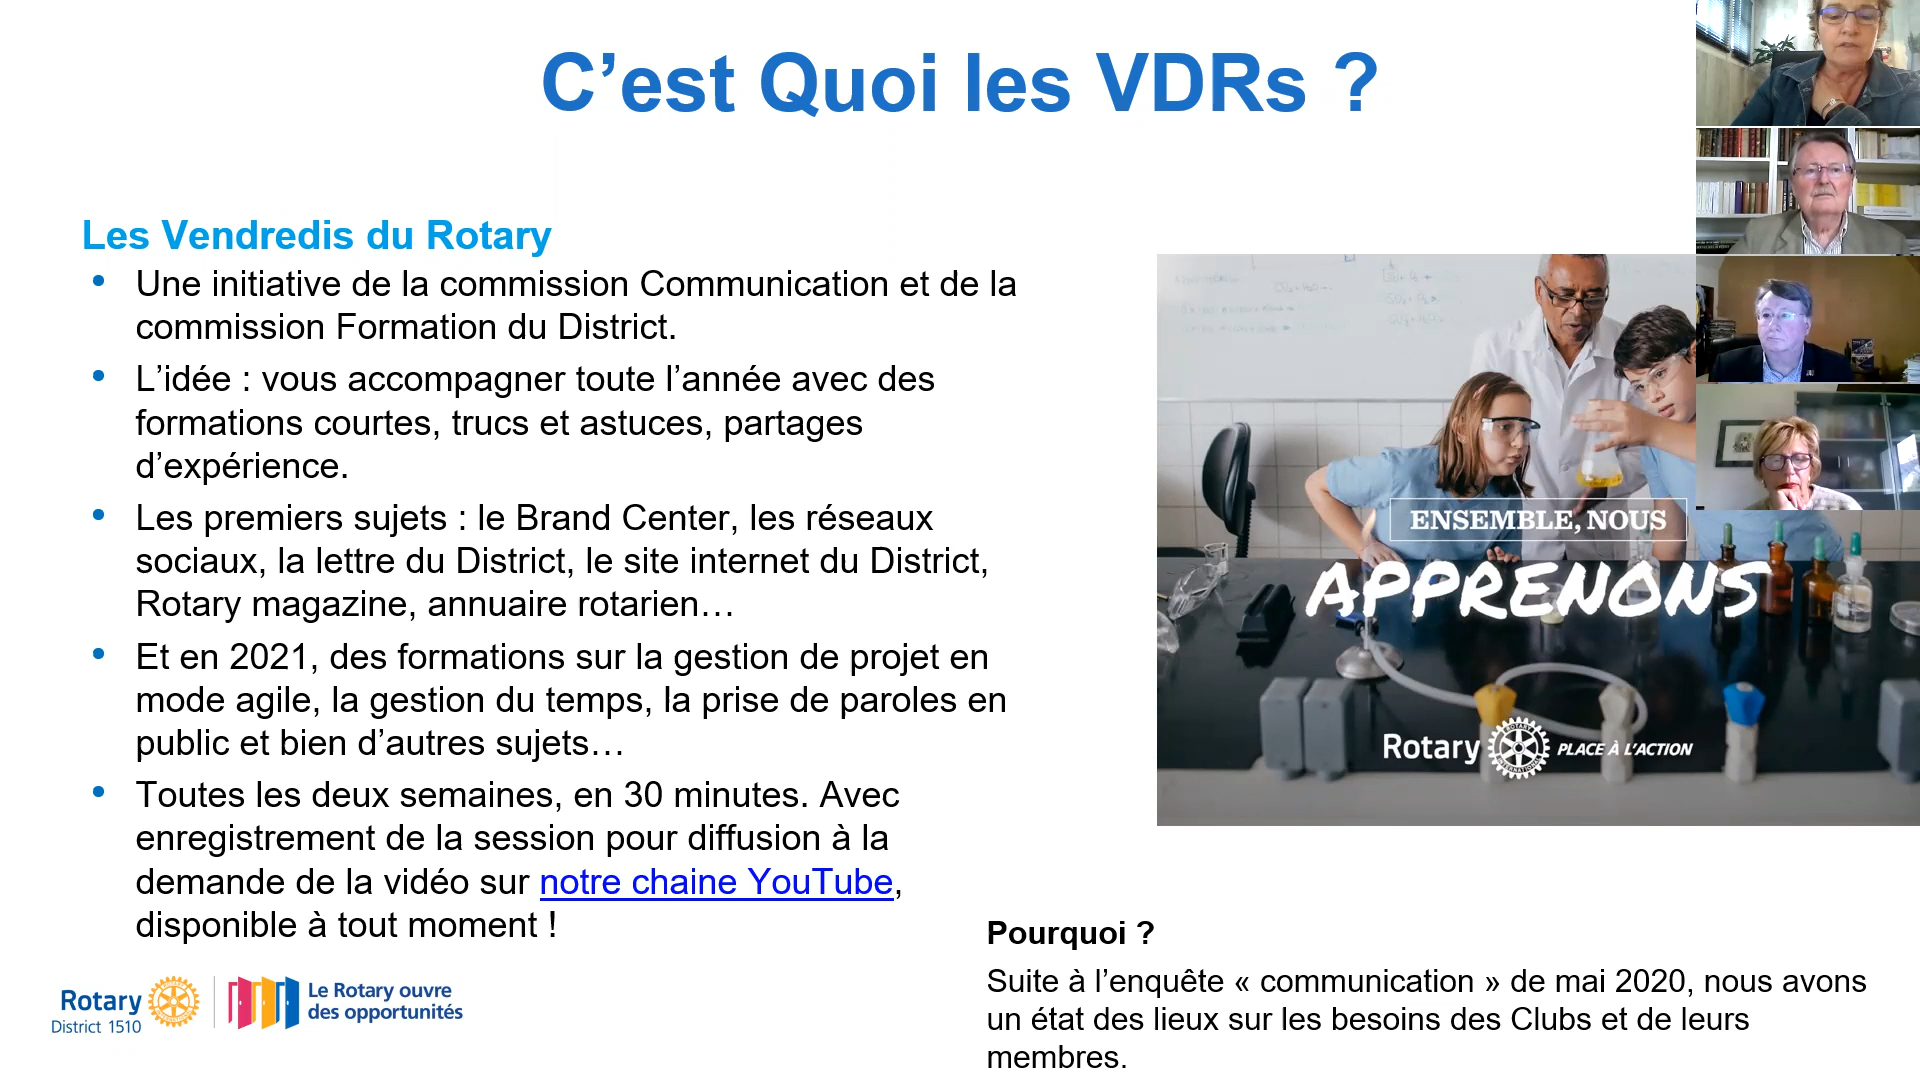 C’est Quoi les VDRs ?
Les Vendredis du Rotary
• Une initiative de la commission Communication et de la
commission Formation du District.
• L’idée : vous accompagner toute l’année avec des
formations courtes, trucs et astuces, partages
d’expérience.
• Les premiers sujets : le Brand Center, les réseaux
sociaux, la lettre du District, le site internet du District,
Rotary magazine, annuaire rotarien…
• Et en 2021, des formations sur la gestion de projet en
mode agile, la gestion du temps, la prise de paroles en
public et bien d’autres sujets…
• Toutes les deux semaines, en 30 minutes. Avec
enregistrement de la session pour diffusion à la
demande de la vidéo sur notre chaine YouTube,
disponible à tout moment !
ENSEMBLE, NOUS
APPRENONS
Rotary
PLACE À L’ACTION
Pourquoi ?
Suite à l’enquête « communication » de mai 2020, nous avons
un état des lieux sur les besoins des Clubs et de leurs
membres.
Rotary
District 1510
Le Rotary ouvre
des opportunités